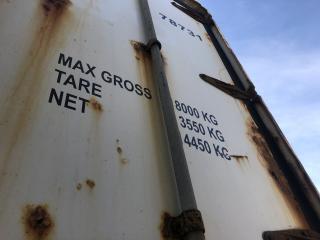 78731
MAX GROSS 8000 KG
TARE 3550 KG
NET 4450 KG